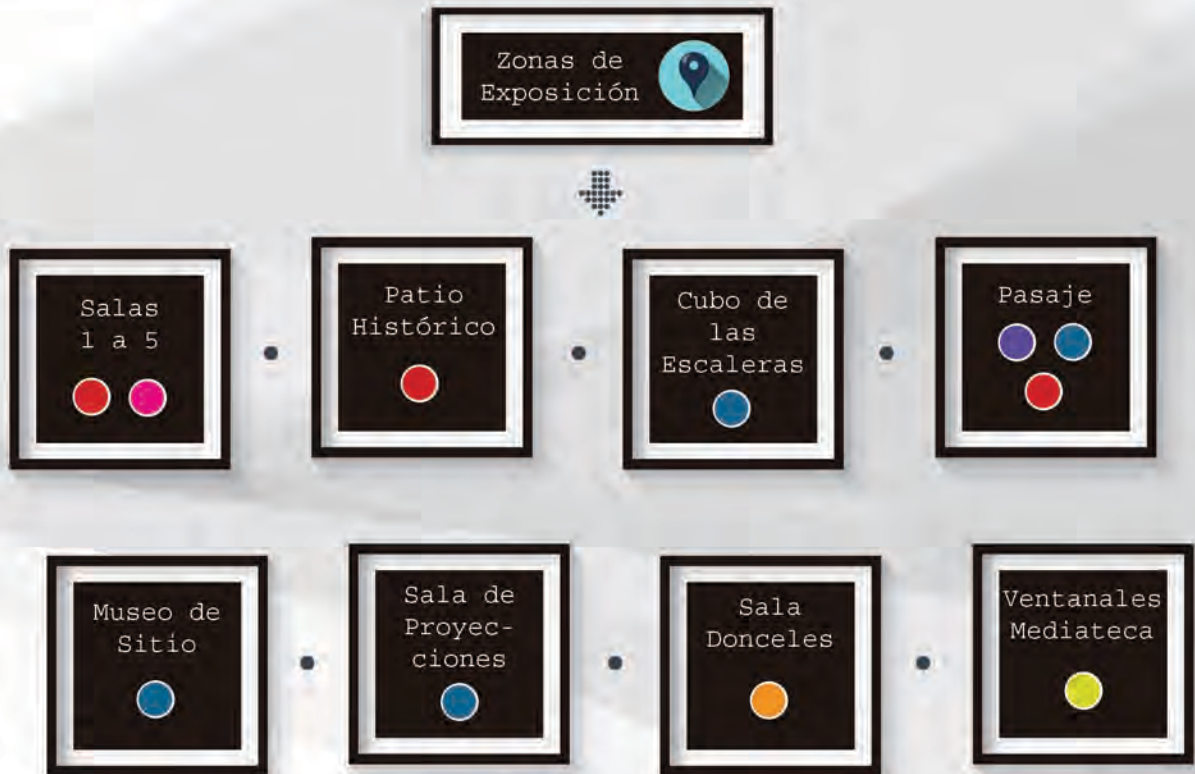 Zonas de
Exposición
Salas
1 a 5
Patio
Histórico
Cubo de
las
Escaleras
Pasaje
Museo de
Sitio
Sala de
Proyec-
ciones
Sala
Donceles
Ventanales
Mediateca